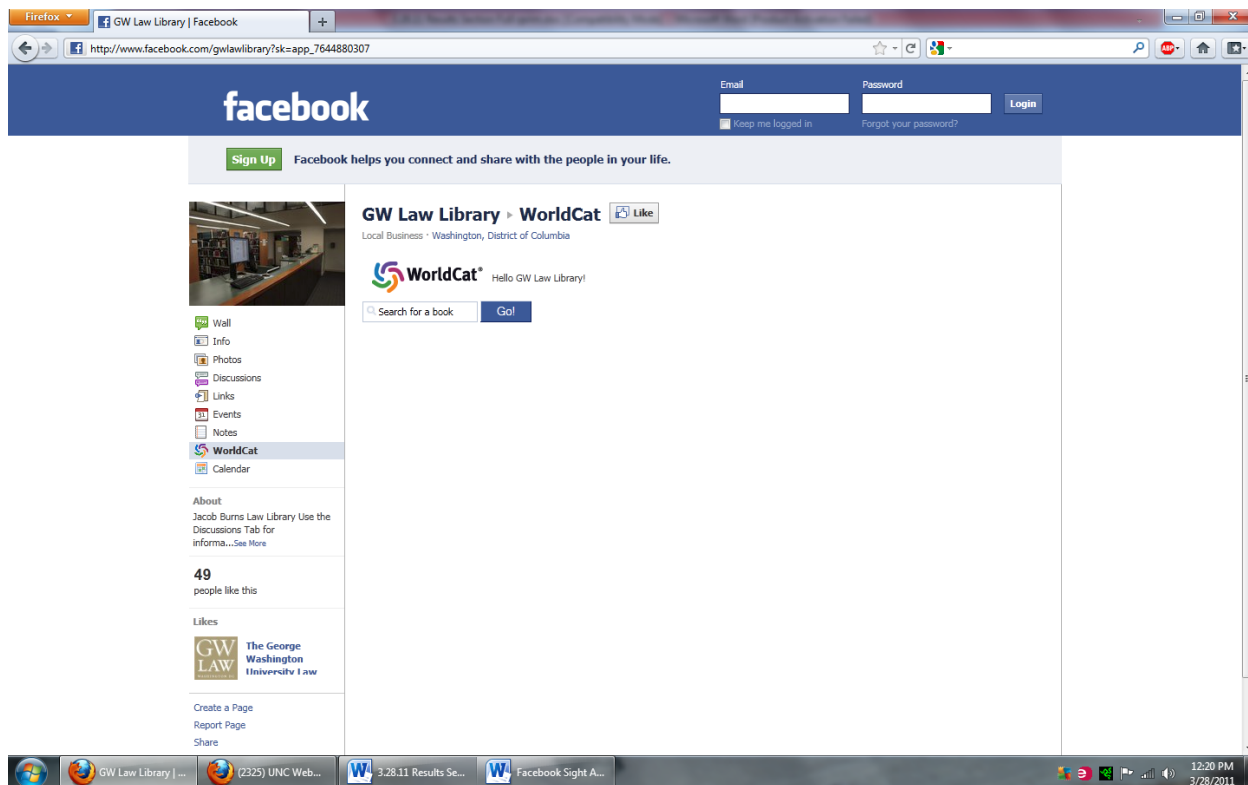 Firefox
GW Law Library | Facebook
+
http://www.facebook.com/gwlawlibrary?sk=app_7644880307
ABP
facebook
Email
Password
Login
Keep me logged in
Forgot your password?
Sign Up
Facebook helps you connect and share with the people in your life.
GW Law Library ▸ WorldCat
Like
Local Business · Washington, District of Columbia
WorldCat®
Hello GW Law Library!
Search for a book
Go!
Wall
Info
Photos
Discussions
Links
31 Events
Notes
WorldCat
Calendar
About
Jacob Burns Law Library Use the
Discussions Tab for
informa...See More
49
people like this
Likes
GW
LAW
The George
Washington
University Law
Create a Page
Report Page
Share
GW Law Library | ...
(2325) UNC Web...
3.28.11 Results Se...
Facebook Sight A...
12:20 PM
3/28/2011